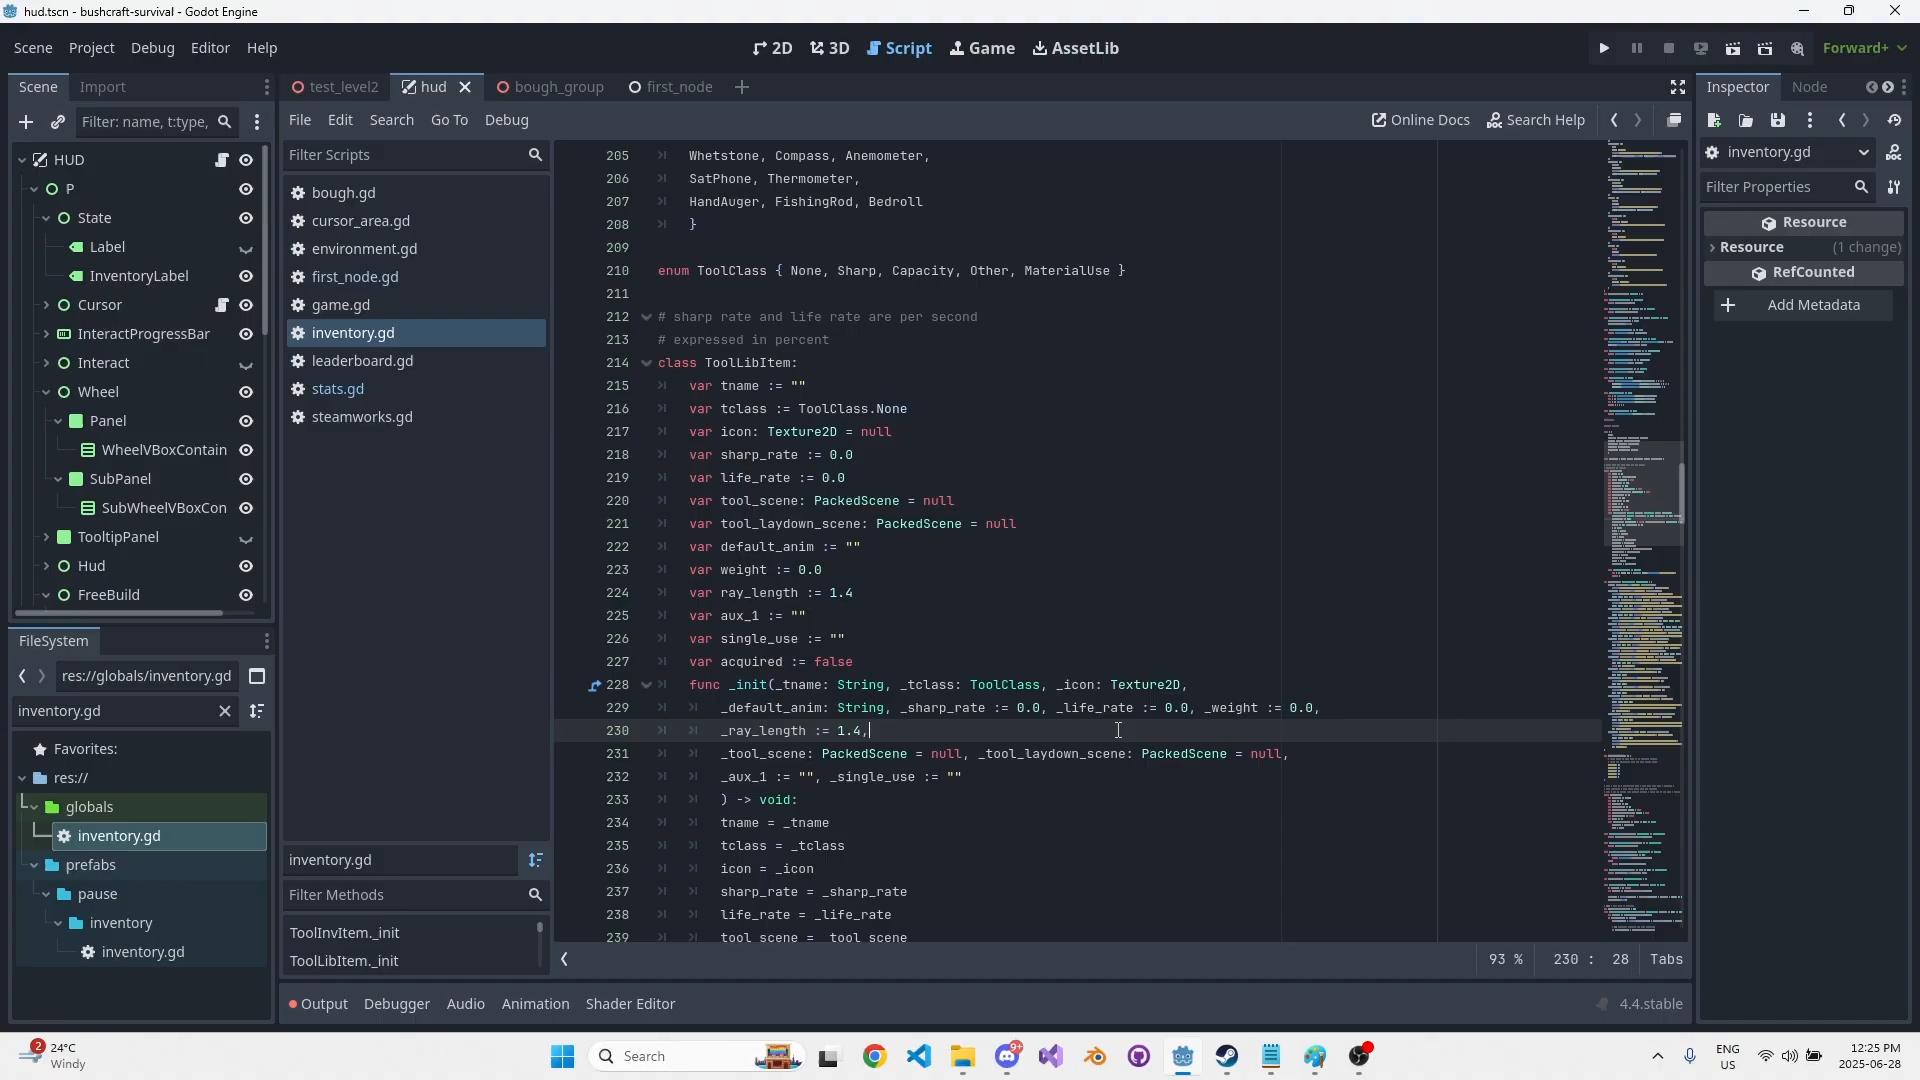 hud.tscn - bushcraft-survival - Godot Engine
Scene Project Debug Editor Help
2D 3D Script Game AssetLib
Forward+
Scene Import
test_level2 hud bough_group first_node
Inspector Node
Filter: name, t:type,
File Edit Search Go To Debug
Online Docs Search Help
HUD
P
State
Label
InventoryLabel
Cursor
InteractProgressBar
Interact
Wheel
Panel
WheelVBoxContain
SubPanel
SubWheelVBoxCon
TooltipPanel
Hud
FreeBuild
FileSystem
res://globals/inventory.gd
inventory.gd
Favorites:
res://
globals
inventory.gd
prefabs
pause
inventory
inventory.gd
Filter Scripts
bough.gd
cursor_area.gd
environment.gd
first_node.gd
game.gd
inventory.gd
leaderboard.gd
stats.gd
steamworks.gd
inventory.gd
Filter Methods
ToolInvItem._init
ToolLibItem._init
205 Whetstone, Compass, Anemometer,
206 SatPhone, Thermometer,
207 HandAuger, FishingRod, Bedroll
208 }
209
210 enum ToolClass { None, Sharp, Capacity, Other, MaterialUse }
211
212 # sharp rate and life rate are per second
213 # expressed in percent
214 class ToolLibItem:
215 var tname := ""
216 var tclass := ToolClass.None
217 var icon: Texture2D = null
218 var sharp_rate := 0.0
219 var life_rate := 0.0
220 var tool_scene: PackedScene = null
221 var tool_laydown_scene: PackedScene = null
222 var default_anim := ""
223 var weight := 0.0
224 var ray_length := 1.4
225 var aux_1 := ""
226 var single_use := ""
227 var acquired := false
228 func _init(_tname: String, _tclass: ToolClass, _icon: Texture2D,
229 _default_anim: String, _sharp_rate := 0.0, _life_rate := 0.0, _weight := 0.0,
230 _ray_length := 1.4,
231 _tool_scene: PackedScene = null, _tool_laydown_scene: PackedScene = null,
232 _aux_1 := "", _single_use := ""
233 ) -> void:
234 tname = _tname
235 tclass = _tclass
236 icon = _icon
237 sharp_rate = _sharp_rate
238 life_rate = _life_rate
239 tool_scene = _tool_scene
93 % 230 : 28 Tabs
Output Debugger Audio Animation Shader Editor
4.4.stable
inventory.gd
Filter Properties
Resource
Resource (1 change)
RefCounted
Add Metadata
2
24°C
Windy
Search
9+
ENG
US
12:25 PM
2025-06-28